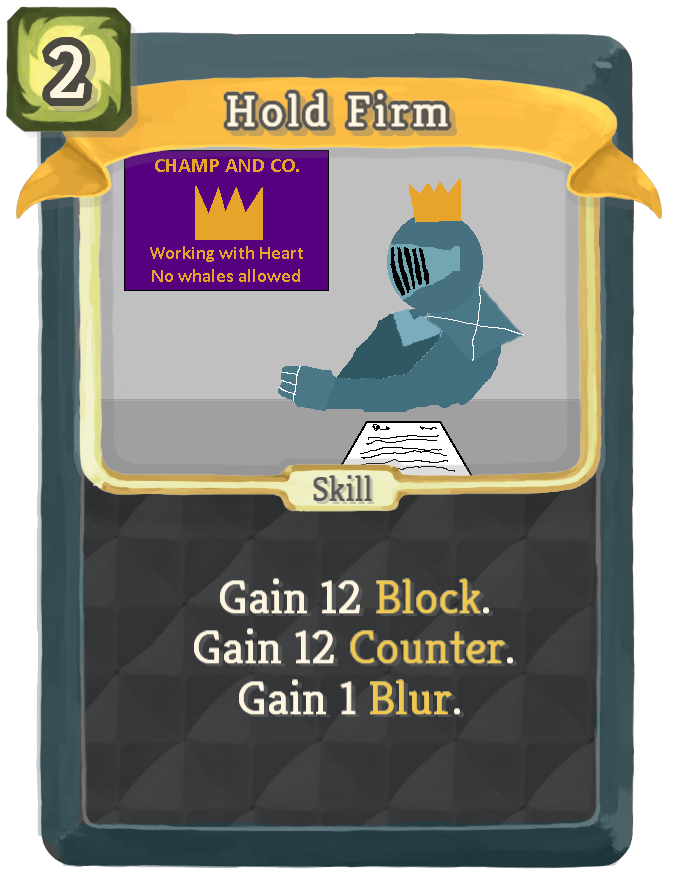 2
Hold Firm
CHAMP AND CO.
Working with Heart
No whales allowed
Skill
Gain 12 Block.
Gain 12 Counter.
Gain 1 Blur.